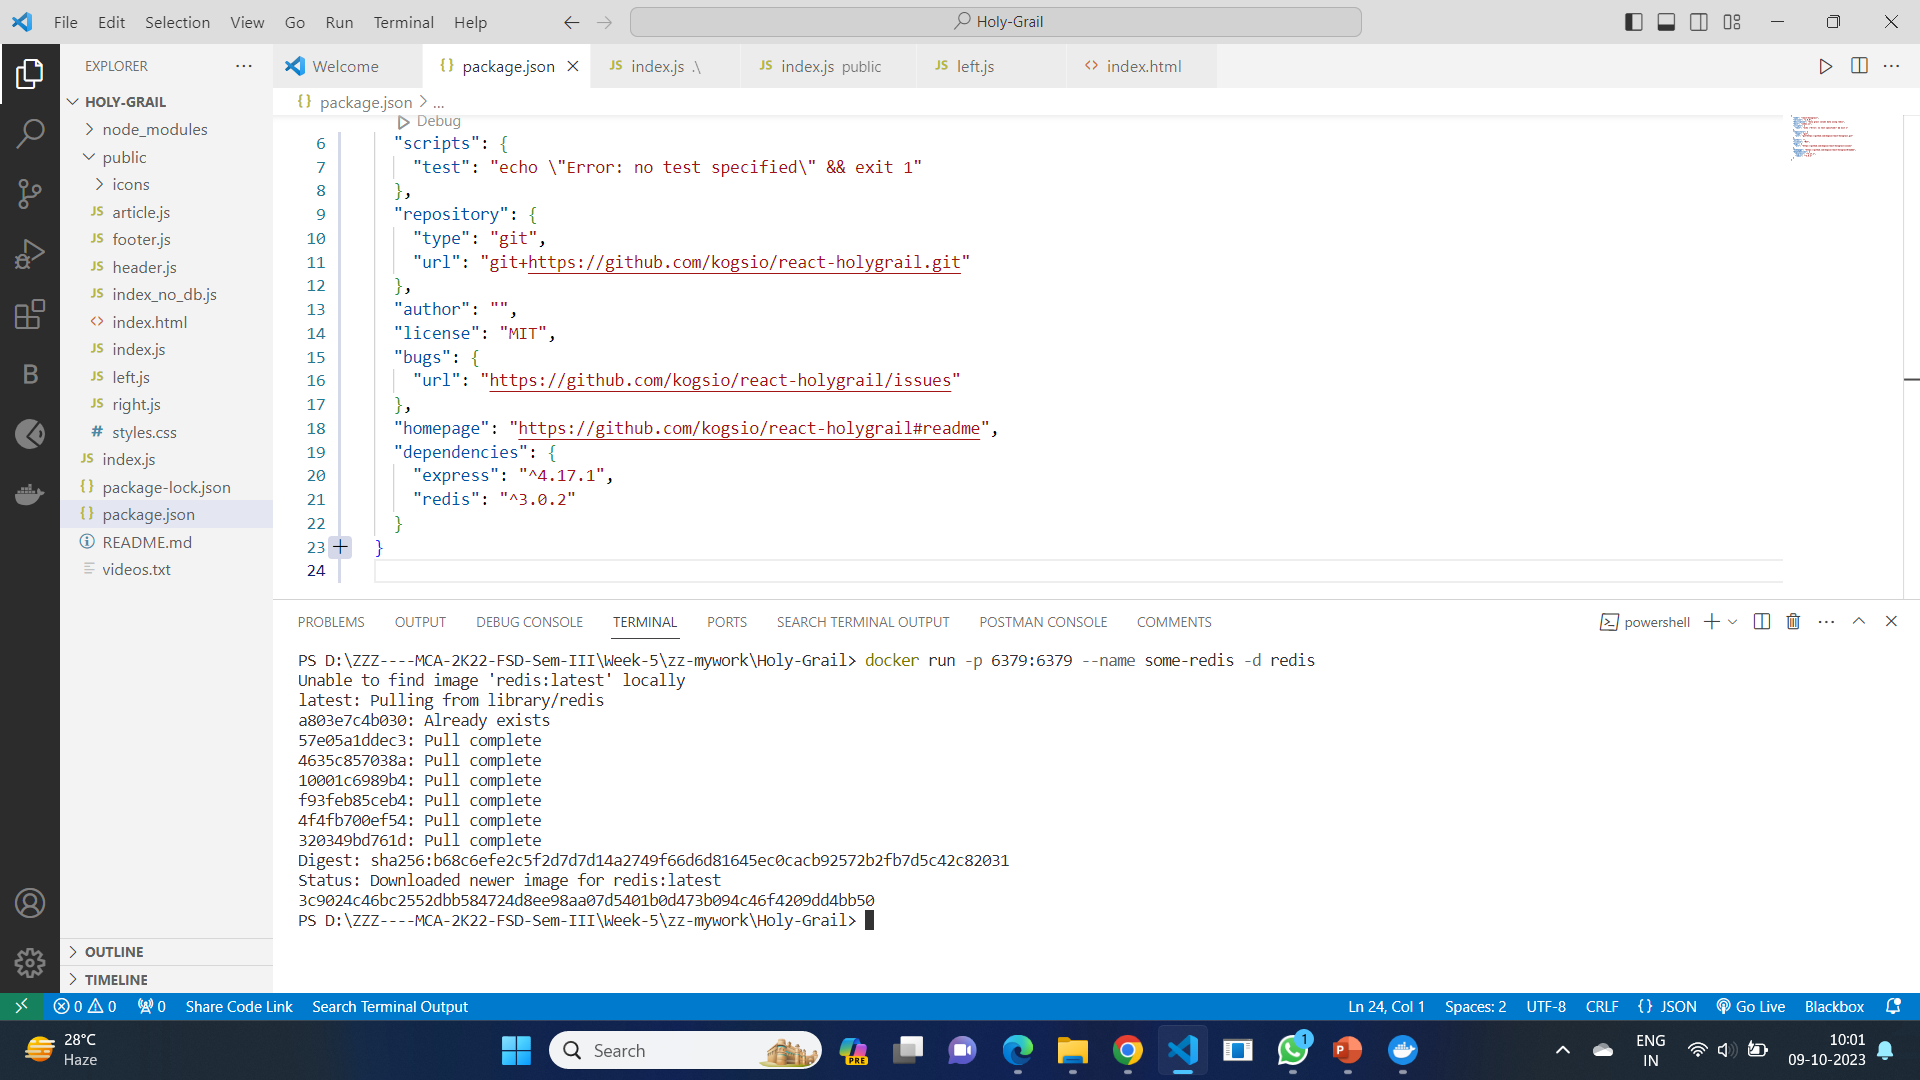 File Edit Selection View Go Run Terminal Help
Holy-Grail
EXPLORER
HOLY-GRAIL
node_modules
public
icons
JS article.js
JS footer.js
JS header.js
JS index_no_db.js
<> index.html
JS index.js
JS left.js
JS right.js
# styles.css
JS index.js
{} package-lock.json
{} package.json
README.md
videos.txt
OUTLINE
TIMELINE
Welcome
{} package.json
JS index.js .\
JS index.js public
JS left.js
<> index.html
{} package.json > ...
Debug
6 "scripts": {
7 "test": "echo \"Error: no test specified\" && exit 1"
8 },
9 "repository": {
10 "type": "git",
11 "url": "git+https://github.com/kogsio/react-holygrail.git"
12 },
13 "author": "",
14 "license": "MIT",
15 "bugs": {
16 "url": "https://github.com/kogsio/react-holygrail/issues"
17 },
18 "homepage": "https://github.com/kogsio/react-holygrail#readme",
19 "dependencies": {
20 "express": "^4.17.1",
21 "redis": "^3.0.2"
22 }
23 }
24
PROBLEMS OUTPUT DEBUG CONSOLE TERMINAL PORTS SEARCH TERMINAL OUTPUT POSTMAN CONSOLE COMMENTS
powershell
PS D:\ZZZ----MCA-2K22-FSD-Sem-III\Week-5\zz-mywork\Holy-Grail> docker run -p 6379:6379 --name some-redis -d redis
Unable to find image 'redis:latest' locally
latest: Pulling from library/redis
a803e7c4b030: Already exists
57e05a1ddec3: Pull complete
4635c857038a: Pull complete
10001c6989b4: Pull complete
f93feb85ceb4: Pull complete
4f4fb700ef54: Pull complete
320349bd761d: Pull complete
Digest: sha256:b68c6efe2c5f2d7d7d14a2749f66d6d81645ec0cacb92572b2fb7d5c42c82031
Status: Downloaded newer image for redis:latest
3c9024c46bc2552dbb584724d8ee98aa07d5401b0d473b094c46f4209dd4bb50
PS D:\ZZZ----MCA-2K22-FSD-Sem-III\Week-5\zz-mywork\Holy-Grail>
0 0 0 Share Code Link Search Terminal Output
Ln 24, Col 1 Spaces: 2 UTF-8 CRLF {} JSON Go Live Blackbox
28°C
Haze
Search
PRE
1
ENG
IN
10:01
09-10-2023